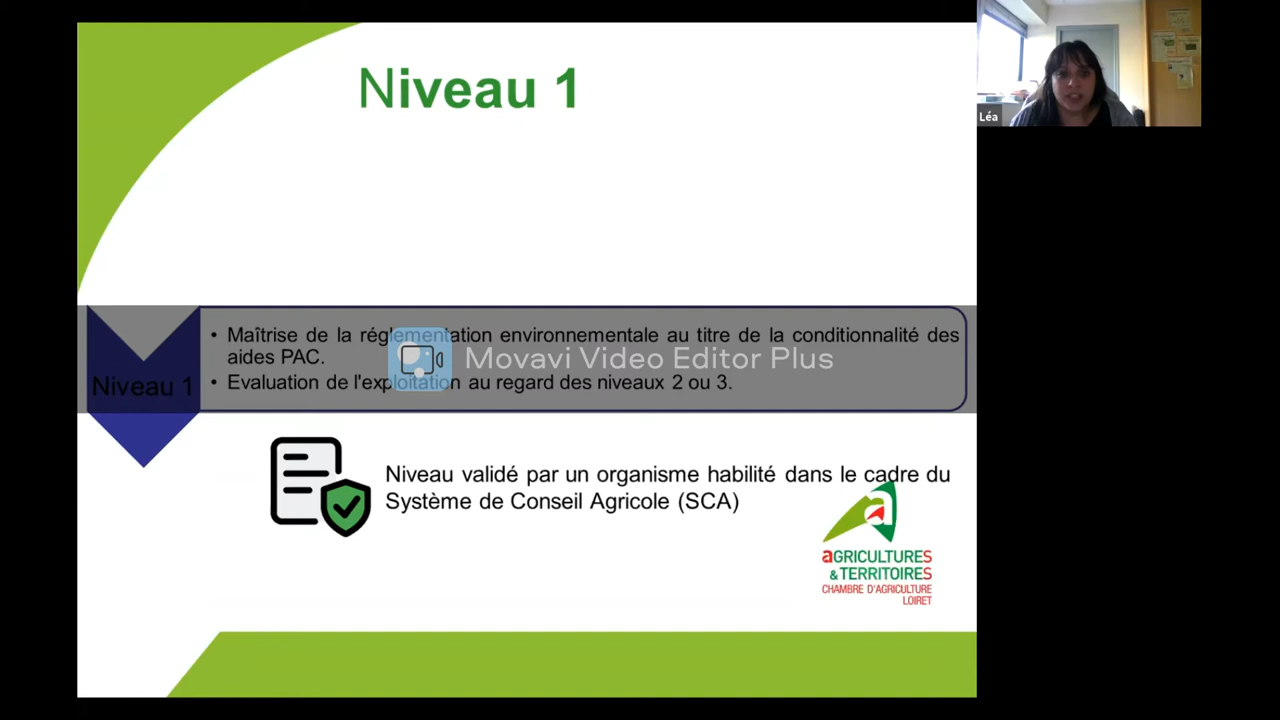 Niveau 1
Léa
• Maîtrise de la réglementation environnementale au titre de la conditionnalité des
aides PAC.
• Evaluation de l'exploitation au regard des niveaux 2 ou 3.
Niveau 1
Movavi Video Editor Plus
Niveau validé par un organisme habilité dans le cadre du
Système de Conseil Agricole (SCA)
aGRICULTURES
& TERRITOIRES
CHAMBRE D'AGRICULTURE
LOIRET